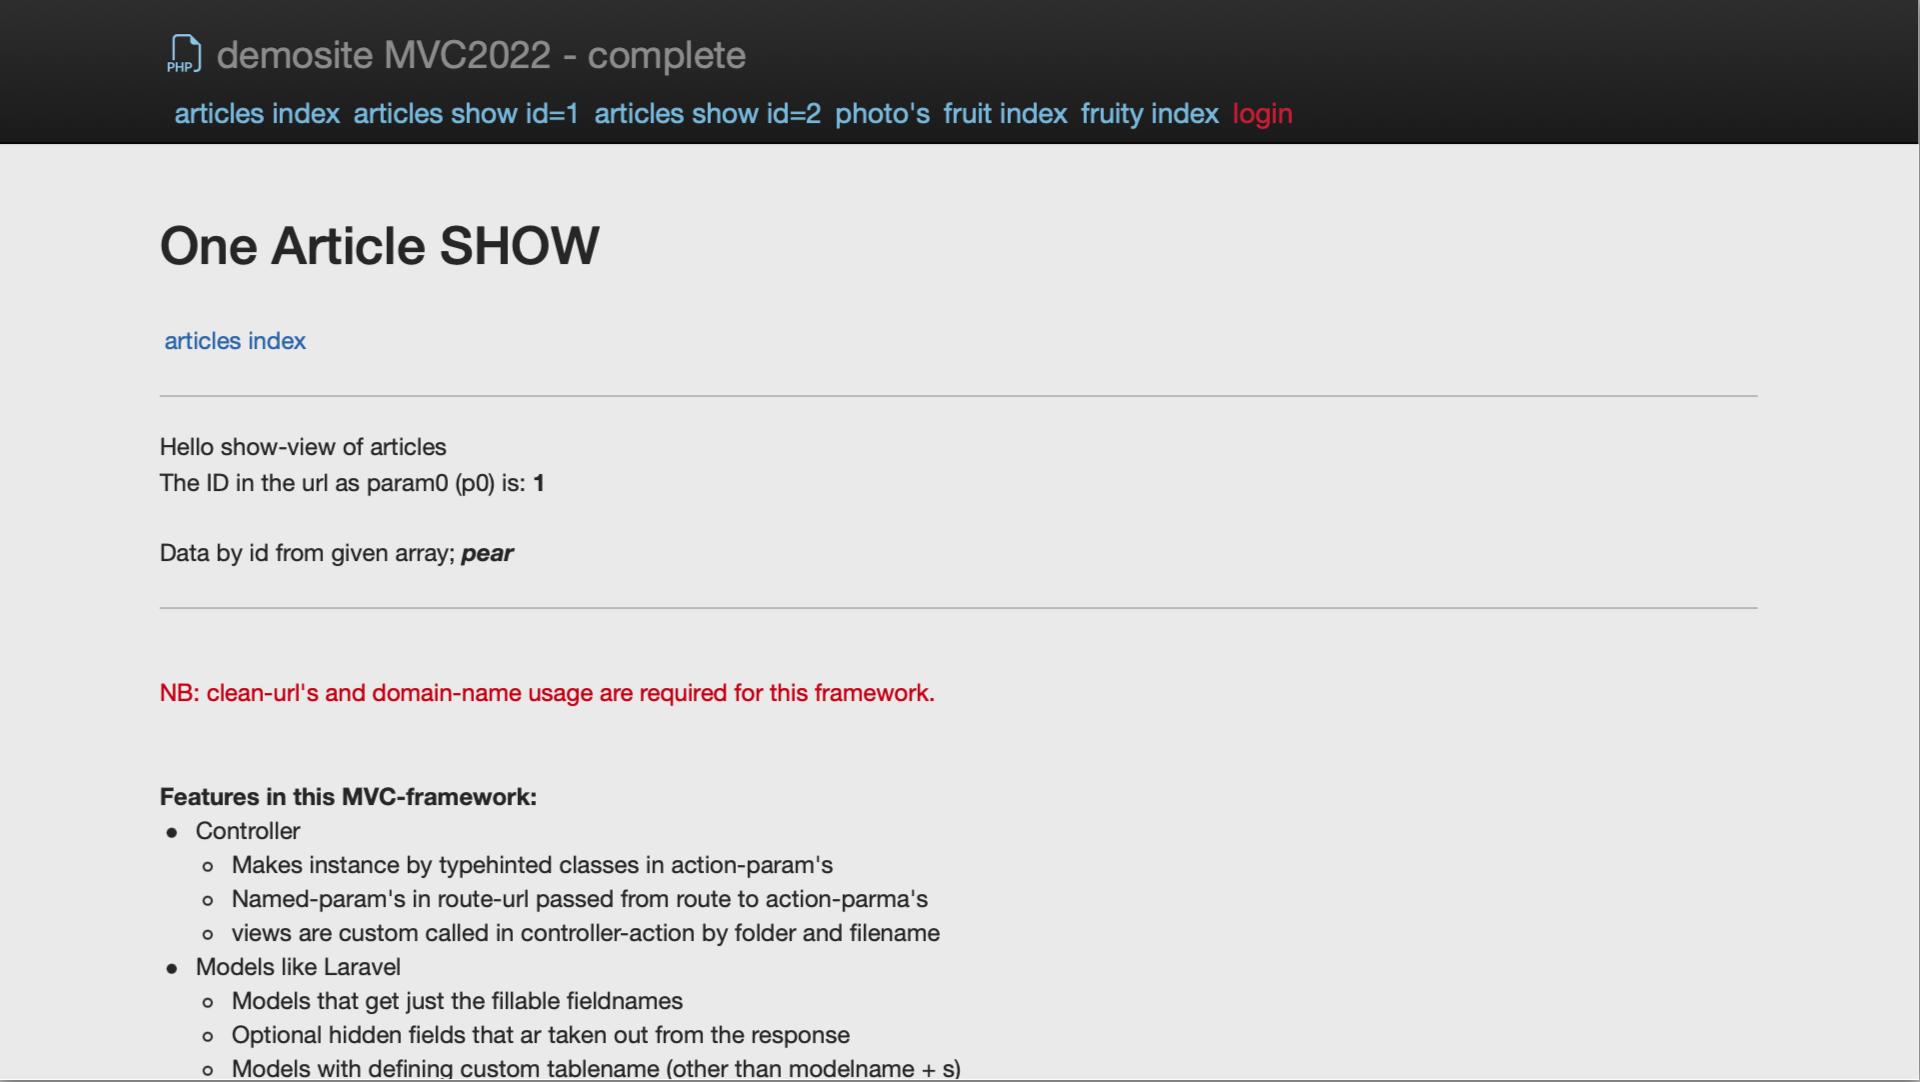 PHP demosite MVC2022 - complete
articles index articles show id=1 articles show id=2 photo's fruit index fruity index login
One Article SHOW
articles index
Hello show-view of articles
The ID in the url as param0 (p0) is: 1
Data by id from given array; pear
NB: clean-url's and domain-name usage are required for this framework.
Features in this MVC-framework:
Controller
Makes instance by typehinted classes in action-param's
Named-param's in route-url passed from route to action-parma's
views are custom called in controller-action by folder and filename
Models like Laravel
Models that get just the fillable fieldnames
Optional hidden fields that ar taken out from the response
Models with defining custom tablename (other than modelname + s)